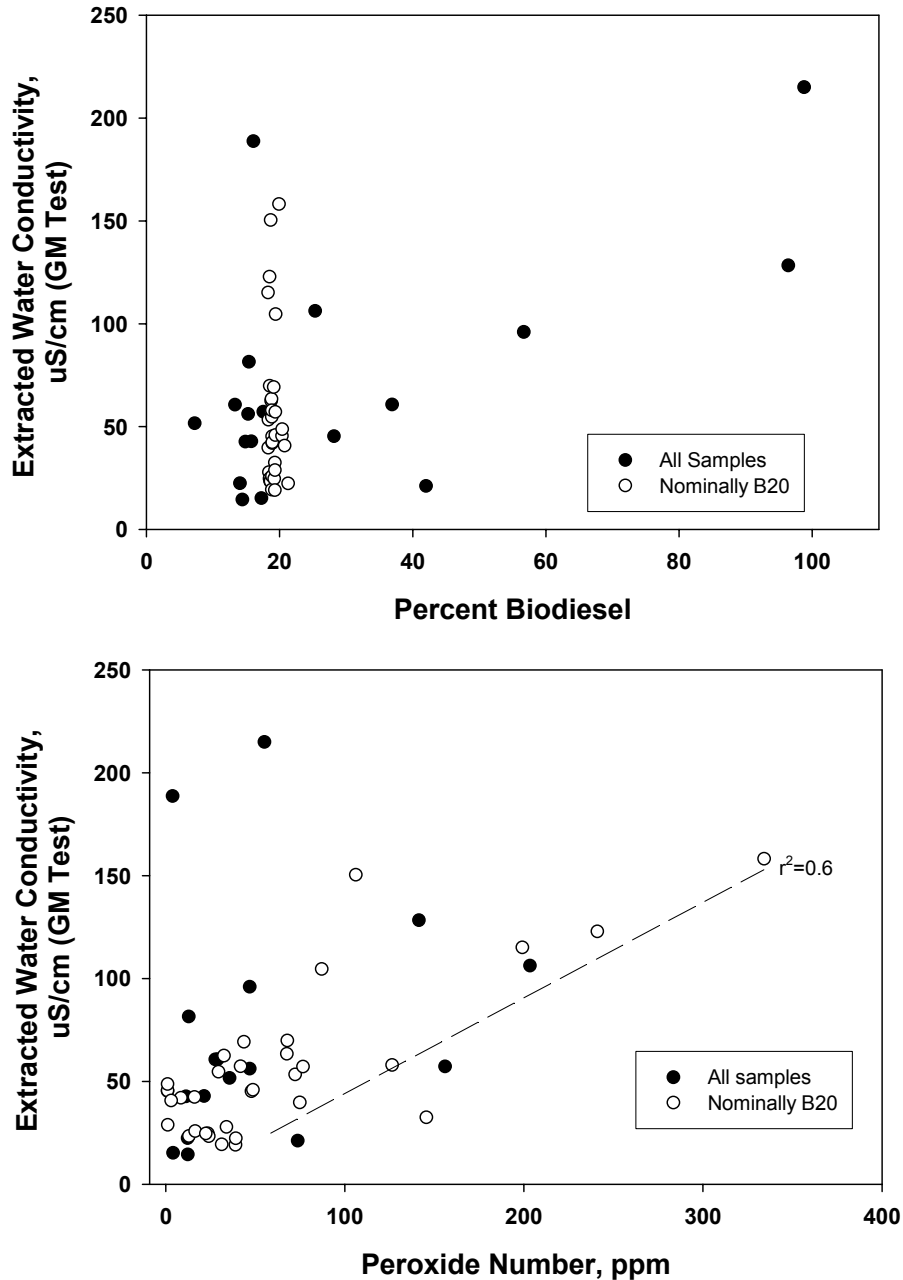 250
200
150
100
50
0
Extracted Water Conductivity,
uS/cm (GM Test)
All Samples
Nominally B20
0 20 40 60 80 100
Percent Biodiesel
250
200
150
100
50
0
Extracted Water Conductivity,
uS/cm (GM Test)
r²=0.6
All samples
Nominally B20
0 100 200 300 400
Peroxide Number, ppm